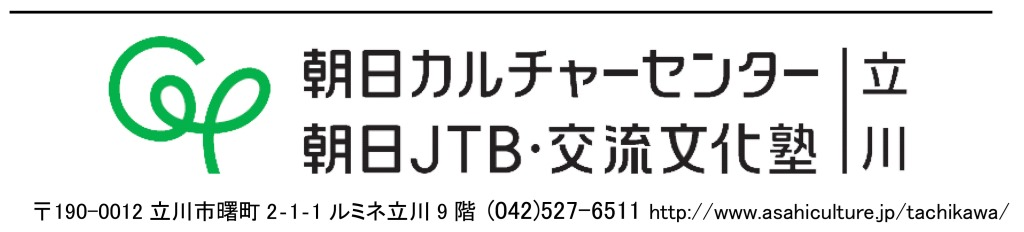 朝日カルチャーセンター
朝日JTB・交流文化塾
立川
〒190-0012 立川市曙町 2-1-1 ルミネ立川 9 階 (042)527-6511 http://www.asahiculture.jp/tachikawa/